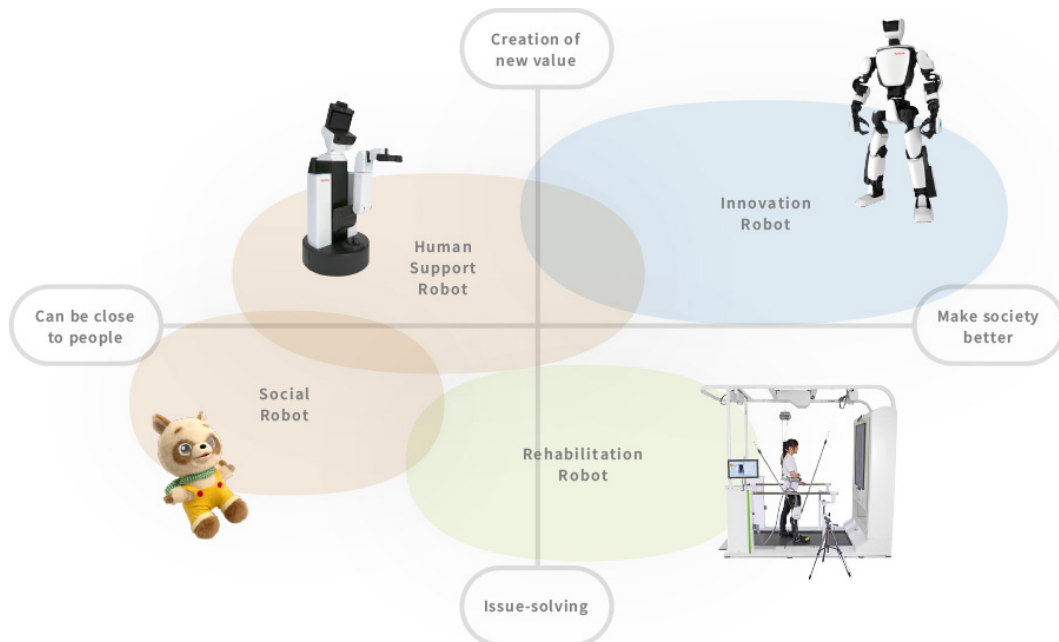 Creation of
new value
Innovation
Robot
Human
Support
Robot
Can be close
to people
Make society
better
Social
Robot
Rehabilitation
Robot
Issue-solving